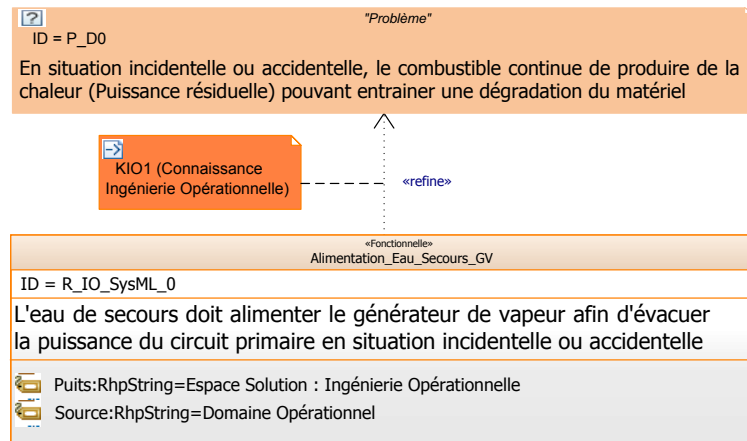 "Problème"
ID = P_D0
En situation incidentelle ou accidentelle, le combustible continue de produire de la
chaleur (Puissance résiduelle) pouvant entrainer une dégradation du matériel
KIO1 (Connaissance
Ingénierie Opérationnelle)
«refine»
«Fonctionnelle»
Alimentation_Eau_Secours_GV
ID = R_IO_SysML_0
L'eau de secours doit alimenter le générateur de vapeur afin d'évacuer
la puissance du circuit primaire en situation incidentelle ou accidentelle
Puits:RhpString=Espace Solution : Ingénierie Opérationnelle
Source:RhpString=Domaine Opérationnel